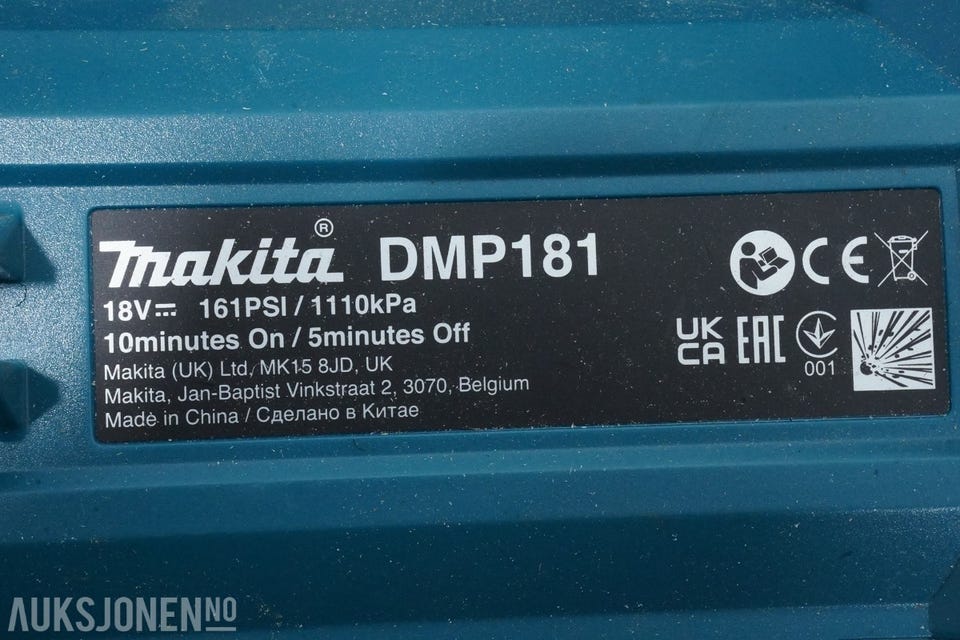 Makita® DMP181
18V⎓ 161PSI / 1110kPa
10minutes On / 5minutes Off
Makita (UK) Ltd, MK15 8JD, UK
Makita, Jan-Baptist Vinkstraat 2, 3070, Belgium
Made in China / Сделано в Китае
CE
UK
CA
EAC
001
AUKSJONEN.NO